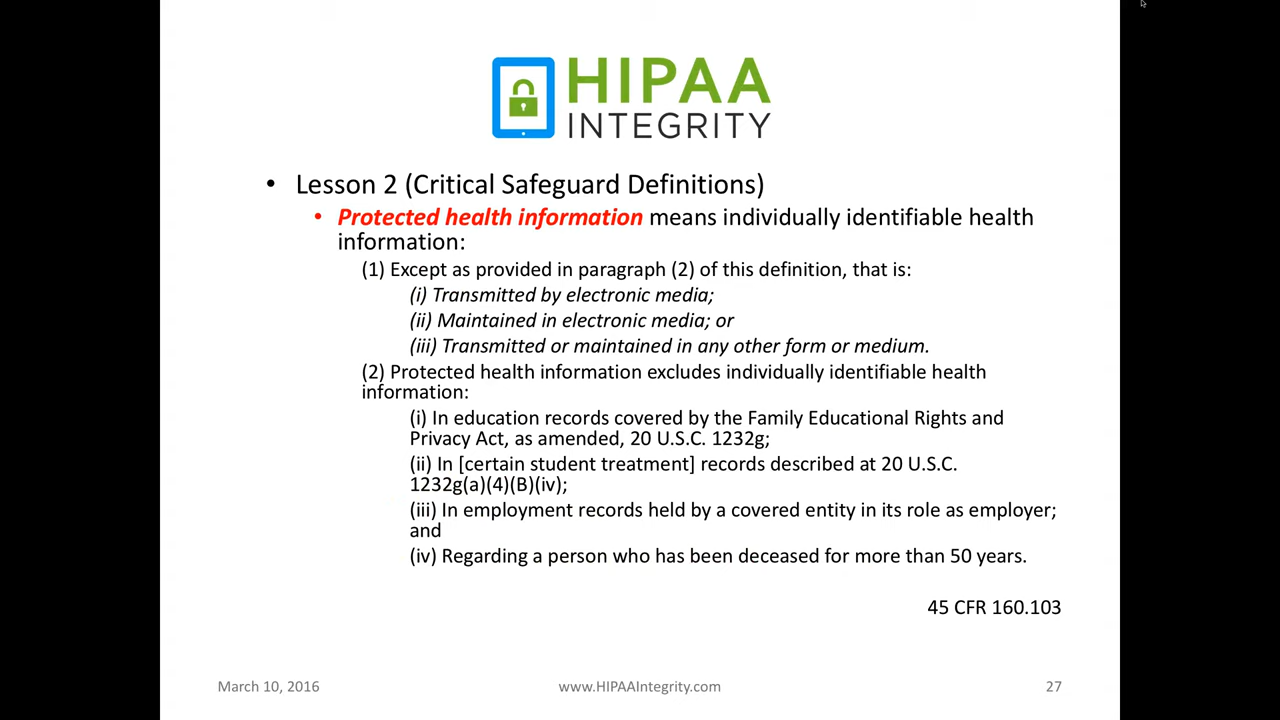 HIPAA
INTEGRITY
• Lesson 2 (Critical Safeguard Definitions)
• Protected health information means individually identifiable health
information:
(1) Except as provided in paragraph (2) of this definition, that is:
(i) Transmitted by electronic media;
(ii) Maintained in electronic media; or
(iii) Transmitted or maintained in any other form or medium.
(2) Protected health information excludes individually identifiable health
information:
(i) In education records covered by the Family Educational Rights and
Privacy Act, as amended, 20 U.S.C. 1232g;
(ii) In [certain student treatment] records described at 20 U.S.C.
1232g(a)(4)(B)(iv);
(iii) In employment records held by a covered entity in its role as employer;
and
(iv) Regarding a person who has been deceased for more than 50 years.
45 CFR 160.103
March 10, 2016 www.HIPAAIntegrity.com 27